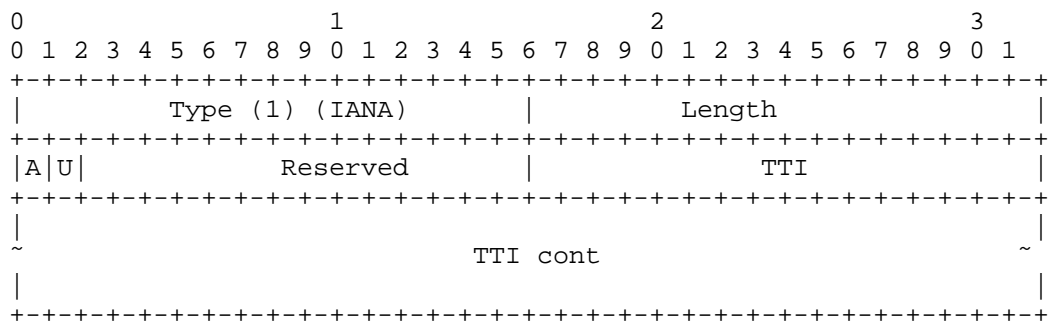 0                   1                   2                   3
0 1 2 3 4 5 6 7 8 9 0 1 2 3 4 5 6 7 8 9 0 1 2 3 4 5 6 7 8 9 0 1
+-+-+-+-+-+-+-+-+-+-+-+-+-+-+-+-+-+-+-+-+-+-+-+-+-+-+-+-+-+-+-+-+
|         Type (1) (IANA)       |         Length                |
+-+-+-+-+-+-+-+-+-+-+-+-+-+-+-+-+-+-+-+-+-+-+-+-+-+-+-+-+-+-+-+-+
|A|U|            Reserved       |              TTI              |
+-+-+-+-+-+-+-+-+-+-+-+-+-+-+-+-+-+-+-+-+-+-+-+-+-+-+-+-+-+-+-+-+
|                                                               |
~                            TTI cont                           ~
|                                                               |
+-+-+-+-+-+-+-+-+-+-+-+-+-+-+-+-+-+-+-+-+-+-+-+-+-+-+-+-+-+-+-+-+